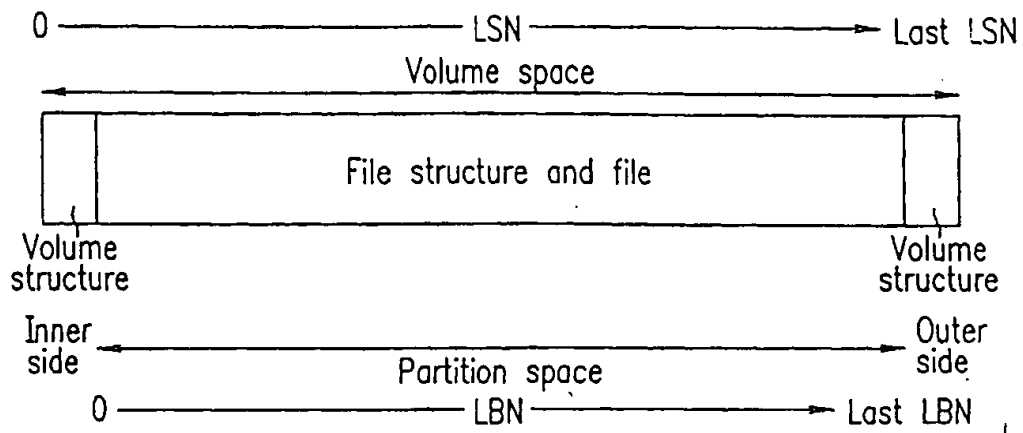 0 LSN Last LSN
Volume space
File structure and file
Volume structure
Volume structure
Inner side
Outer side
Partition space
0 LBN Last LBN